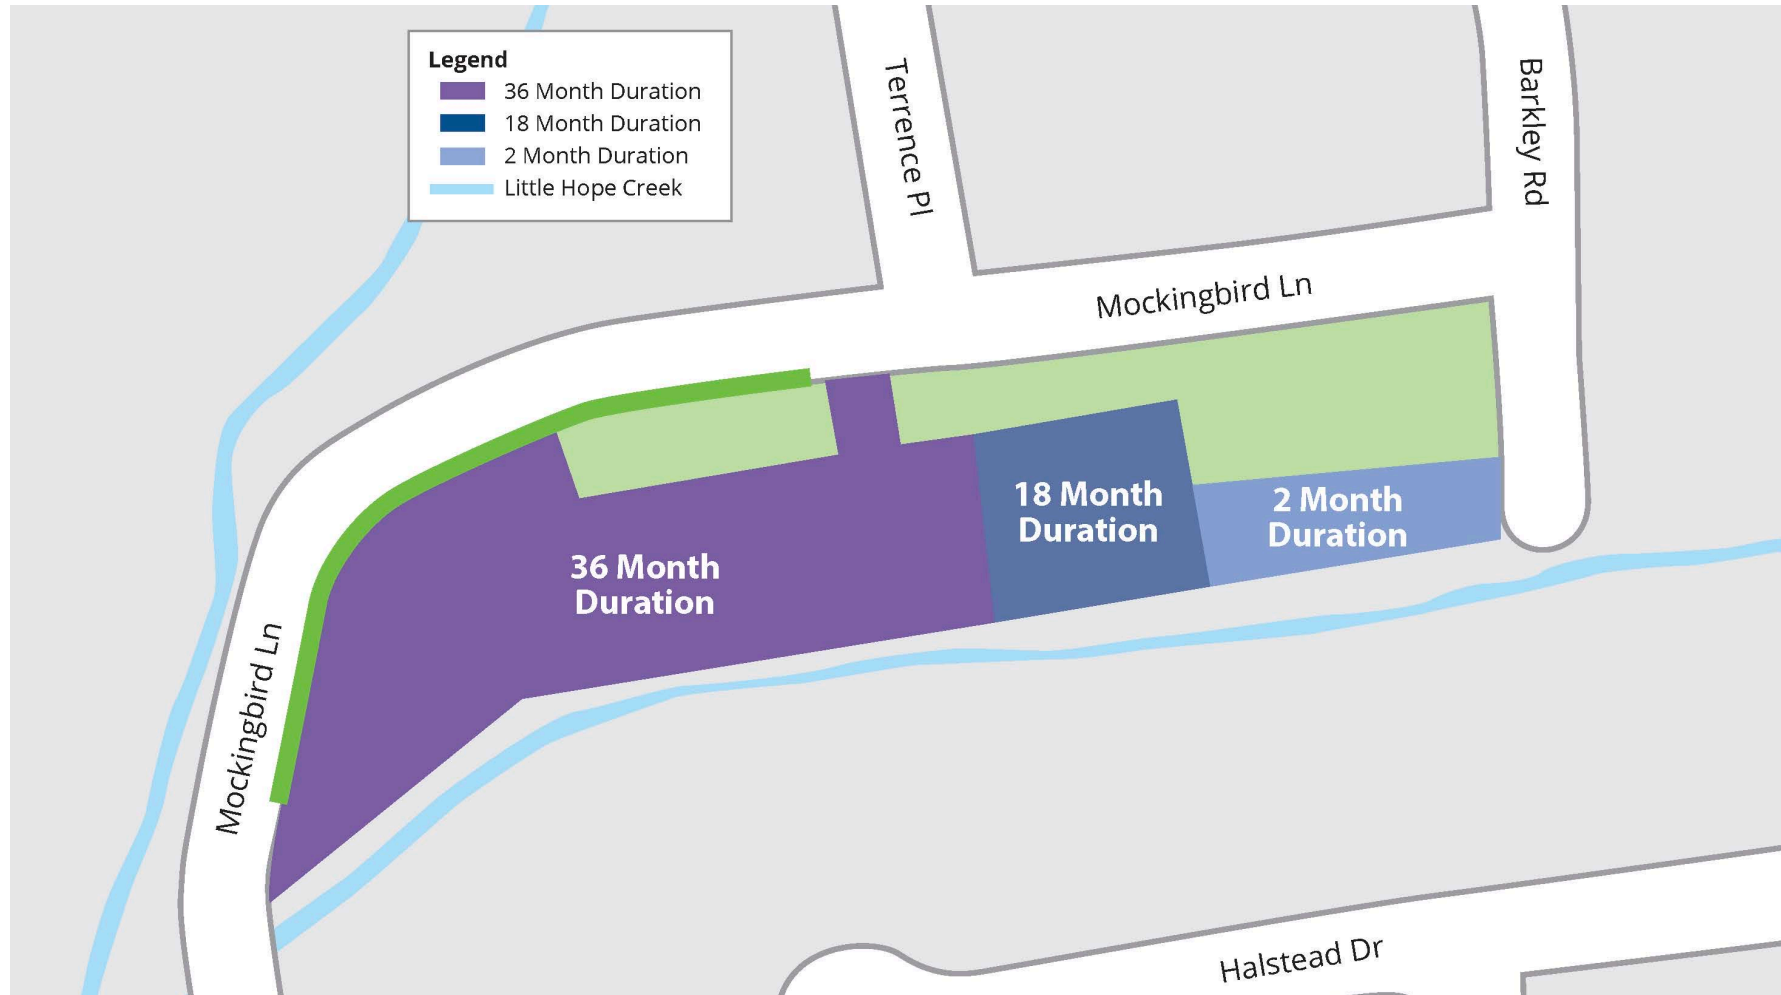 Legend
36 Month Duration
18 Month Duration
2 Month Duration
Little Hope Creek
Terrence Pl
Barkley Rd
Mockingbird Ln
18 Month
Duration
2 Month
Duration
36 Month
Duration
Mockingbird Ln
Halstead Dr